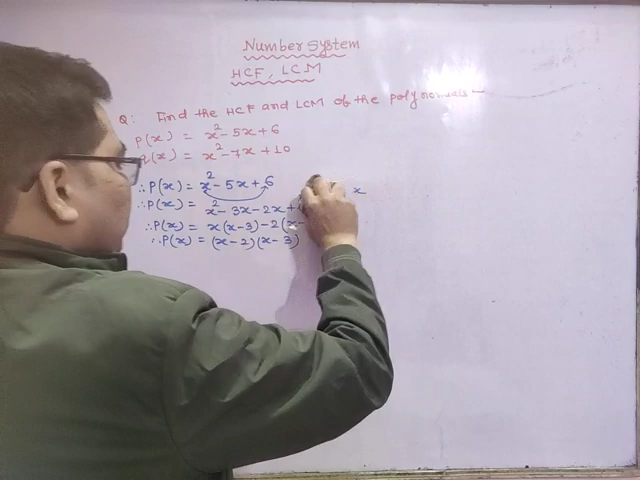 Number System
HCF, LCM
Q: Find the HCF and LCM of the polynomials -
P(x) = x² - 5x + 6
q(x) = x² - 7x + 10
∴ P(x) = x² - 5x + 6
∴ P(x) = x² - 3x - 2x +
∴ P(x) = x(x-3) - 2(x-
∴ P(x) = (x-2)(x-3)
x